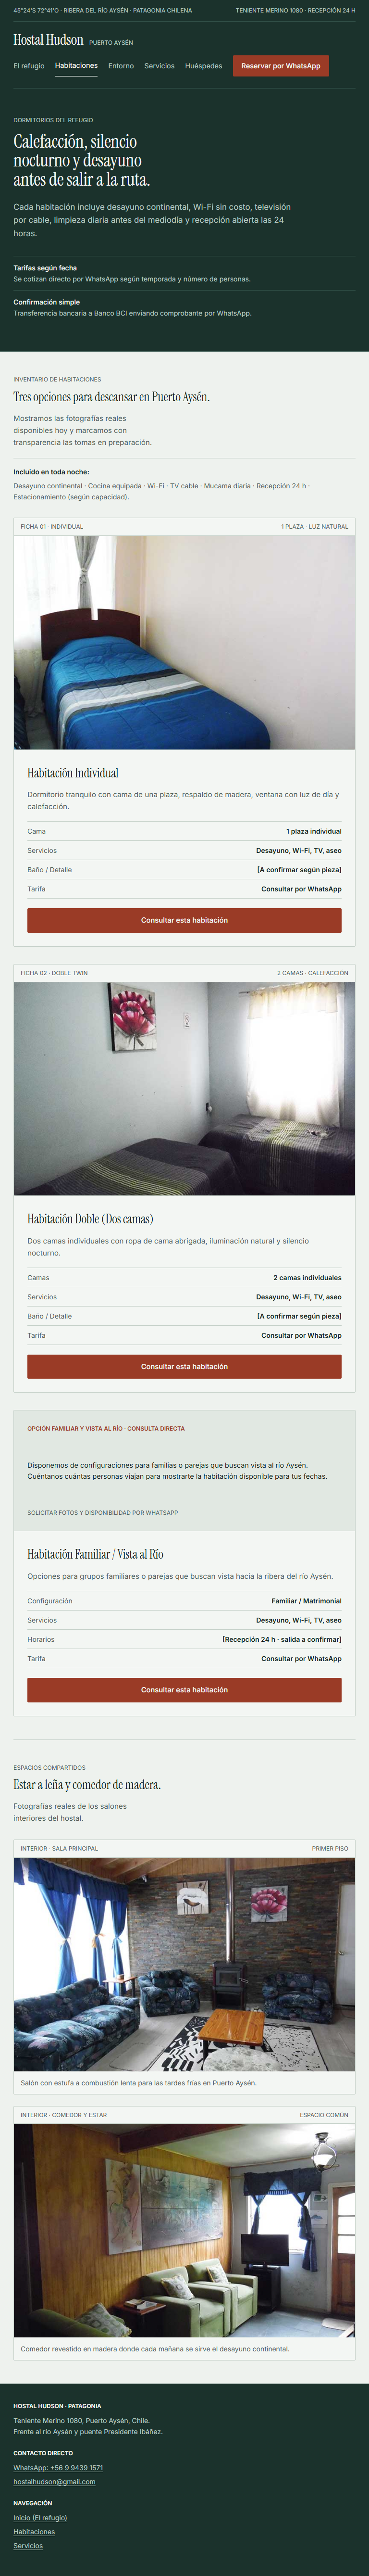 45°24'S 72°41'O · RIBERA DEL RÍO AYSÉN · PATAGONIA CHILENA
TENIENTE MERINO 1080 · RECEPCIÓN 24 H
Hostal Hudson PUERTO AYSÉN
El refugio Habitaciones Entorno Servicios Huéspedes Reservar por WhatsApp
DORMITORIOS DEL REFUGIO
Calefacción, silencio
nocturno y desayuno
antes de salir a la ruta.
Cada habitación incluye desayuno continental, Wi-Fi sin costo, televisión
por cable, limpieza diaria antes del mediodía y recepción abierta las 24
horas.
Tarifas según fecha
Se cotizan directo por WhatsApp según temporada y número de personas.
Confirmación simple
Transferencia bancaria a Banco BCI enviando comprobante por WhatsApp.
INVENTARIO DE HABITACIONES
Tres opciones para descansar en Puerto Aysén.
Mostramos las fotografías reales
disponibles hoy y marcamos con
transparencia las tomas en preparación.
Incluido en toda noche:
Desayuno continental · Cocina equipada · Wi-Fi · TV cable · Mucama diaria · Recepción 24 h ·
Estacionamiento (según capacidad).
FICHA 01 · INDIVIDUAL
1 PLAZA · LUZ NATURAL
Habitación Individual
Dormitorio tranquilo con cama de una plaza, respaldo de madera, ventana con luz de día y
calefacción.
Cama 1 plaza individual
Servicios Desayuno, Wi-Fi, TV, aseo
Baño / Detalle [A confirmar según pieza]
Tarifa Consultar por WhatsApp
Consultar esta habitación
FICHA 02 · DOBLE TWIN
2 CAMAS · CALEFACCIÓN
Habitación Doble (Dos camas)
Dos camas individuales con ropa de cama abrigada, iluminación natural y silencio
nocturno.
Camas 2 camas individuales
Servicios Desayuno, Wi-Fi, TV, aseo
Baño / Detalle [A confirmar según pieza]
Tarifa Consultar por WhatsApp
Consultar esta habitación
OPCIÓN FAMILIAR Y VISTA AL RÍO · CONSULTA DIRECTA
Disponemos de configuraciones para familias o parejas que buscan vista al río Aysén.
Cuéntanos cuántas personas viajan para mostrarte la habitación disponible para tus fechas.
SOLICITAR FOTOS Y DISPONIBILIDAD POR WHATSAPP
Habitación Familiar / Vista al Río
Opciones para grupos familiares o parejas que buscan vista hacia la ribera del río Aysén.
Configuración Familiar / Matrimonial
Servicios Desayuno, Wi-Fi, TV, aseo
Horarios [Recepción 24 h · salida a confirmar]
Tarifa Consultar por WhatsApp
Consultar esta habitación
ESPACIOS COMPARTIDOS
Estar a leña y comedor de madera.
Fotografías reales de los salones
interiores del hostal.
INTERIOR · SALA PRINCIPAL
PRIMER PISO
Salón con estufa a combustión lenta para las tardes frías en Puerto Aysén.
INTERIOR · COMEDOR Y ESTAR
ESPACIO COMÚN
Comedor revestido en madera donde cada mañana se sirve el desayuno continental.
HOSTAL HUDSON · PATAGONIA
Teniente Merino 1080, Puerto Aysén, Chile.
Frente al río Aysén y puente Presidente Ibáñez.
CONTACTO DIRECTO
WhatsApp: +56 9 9439 1571
hostalhudson@gmail.com
NAVEGACIÓN
Inicio (El refugio)
Habitaciones
Servicios